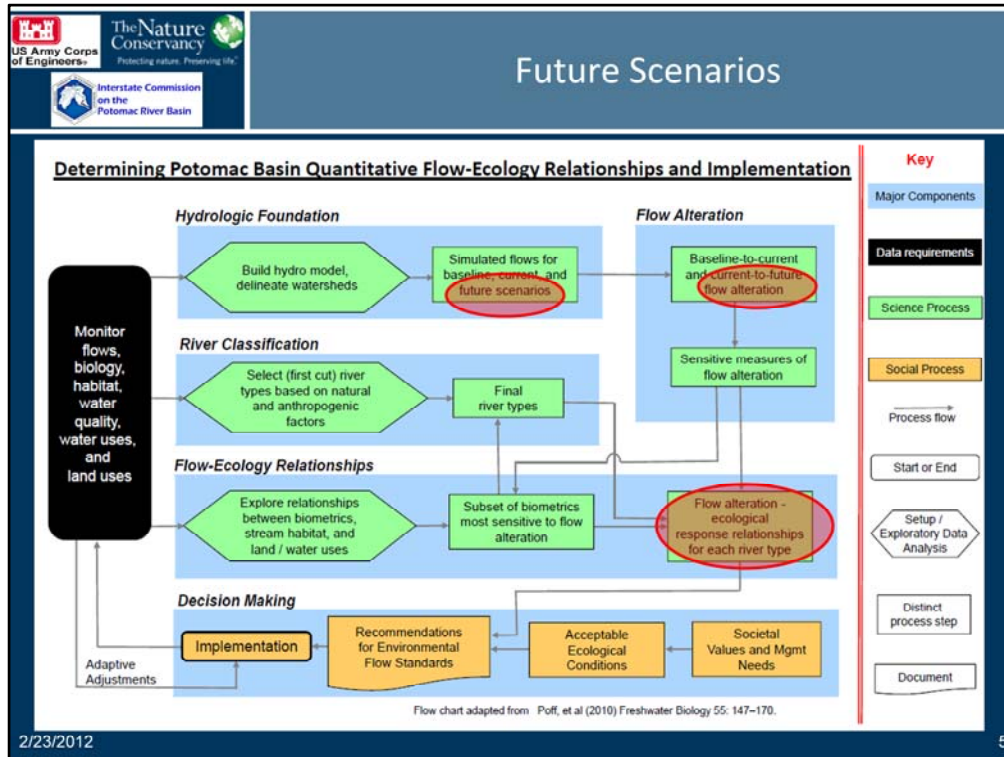 US Army Corps
of Engineers®
The Nature
Conservancy
Protecting nature. Preserving life.™
Interstate Commission
on the
Potomac River Basin
Future Scenarios
Determining Potomac Basin Quantitative Flow-Ecology Relationships and Implementation
Hydrologic Foundation
Flow Alteration
Build hydro model,
delineate watersheds
Simulated flows for
baseline, current, and
future scenarios
Baseline-to-current
and current-to-future
flow alteration
Monitor
flows,
biology,
habitat,
water
quality,
water uses,
and
land uses
River Classification
Select (first cut) river
types based on natural
and anthropogenic
factors
Final
river types
Sensitive measures of
flow alteration
Flow-Ecology Relationships
Explore relationships
between biometrics,
stream habitat, and
land / water uses
Subset of biometrics
most sensitive to flow
alteration
Flow alteration -
ecological
response relationships
for each river type
Decision Making
Implementation
Recommendations
for Environmental
Flow Standards
Acceptable
Ecological
Conditions
Societal
Values and Mgmt
Needs
Adaptive
Adjustments
Flow chart adapted from Poff, et al (2010) Freshwater Biology 55: 147–170.
Key
Major Components
Data requirements
Science Process
Social Process
Process flow
Start or End
Setup /
Exploratory Data
Analysis
Distinct
process step
Document
2/23/2012
5